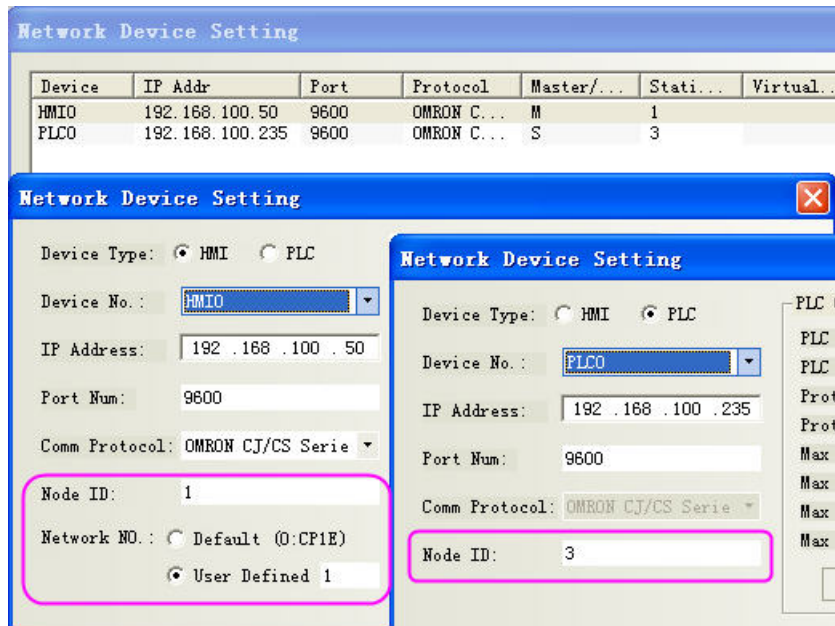 Network Device Setting
Device IP Addr Port Protocol Master/... Stati... Virtual..
HMI0 192.168.100.50 9600 OMRON C... M 1
PLC0 192.168.100.235 9600 OMRON C... S 3
Network Device Setting
Device Type: HMI PLC
Device No.: HMI0
IP Address: 192 .168 .100 . 50
Port Num: 9600
Comm Protocol: OMRON CJ/CS Serie
Node ID: 1
Network NO.: Default (0:CP1E)
User Defined 1
Network Device Setting
Device Type: HMI PLC
Device No.: PLC0
IP Address: 192 .168 .100 .235
Port Num: 9600
Comm Protocol: OMRON CJ/CS Serie
Node ID: 3
PLC
PLC
PLC
Prot
Prot
Max
Max
Max
Max